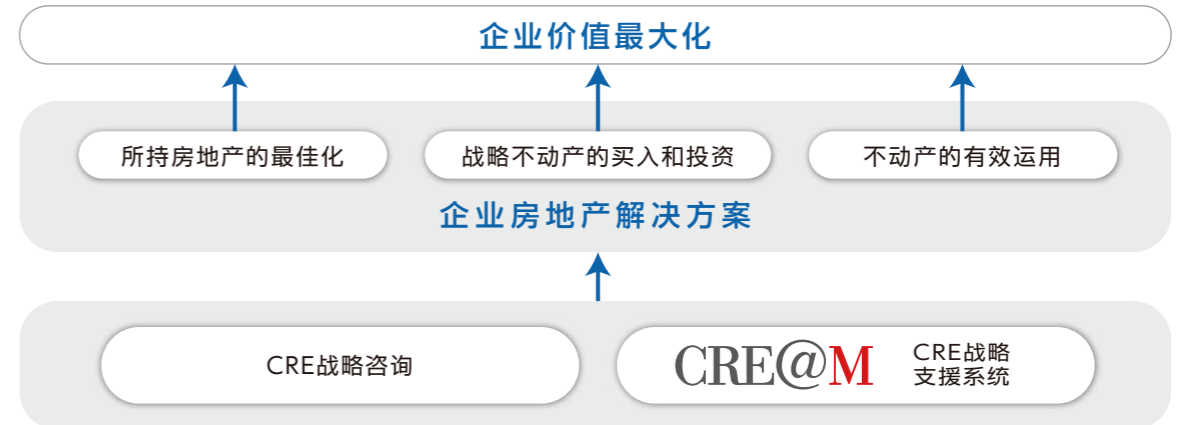 企业价值最大化
所持房地产的最佳化
战略不动产的买入和投资
不动产的有效运用
企业房地产解决方案
CRE战略咨询
CRE@M
CRE战略
支援系统